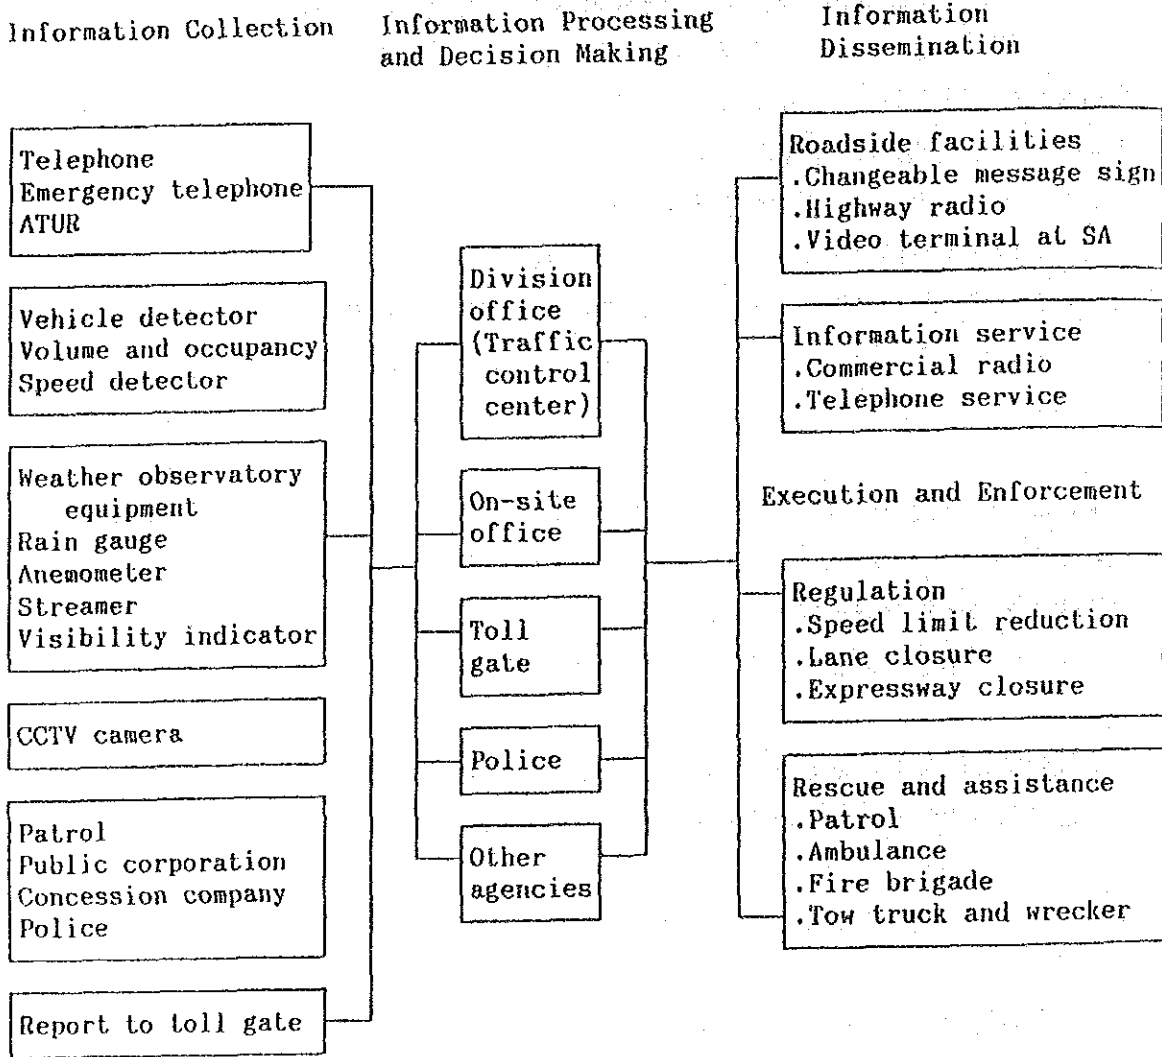 Information Collection
Information Processing
and Decision Making
Information
Dissemination
Telephone
Emergency telephone
ATUR
Vehicle detector
Volume and occupancy
Speed detector
Weather observatory
equipment
Rain gauge
Anemometer
Streamer
Visibility indicator
CCTV camera
Patrol
Public corporation
Concession company
Police
Report to toll gate
Division
office
(Traffic
control
center)
On-site
office
Toll
gate
Police
Other
agencies
Roadside facilities
.Changeable message sign
.Highway radio
.Video terminal at SA
Information service
.Commercial radio
.Telephone service
Execution and Enforcement
Regulation
.Speed limit reduction
.Lane closure
.Expressway closure
Rescue and assistance
.Patrol
.Ambulance
.Fire brigade
.Tow truck and wrecker